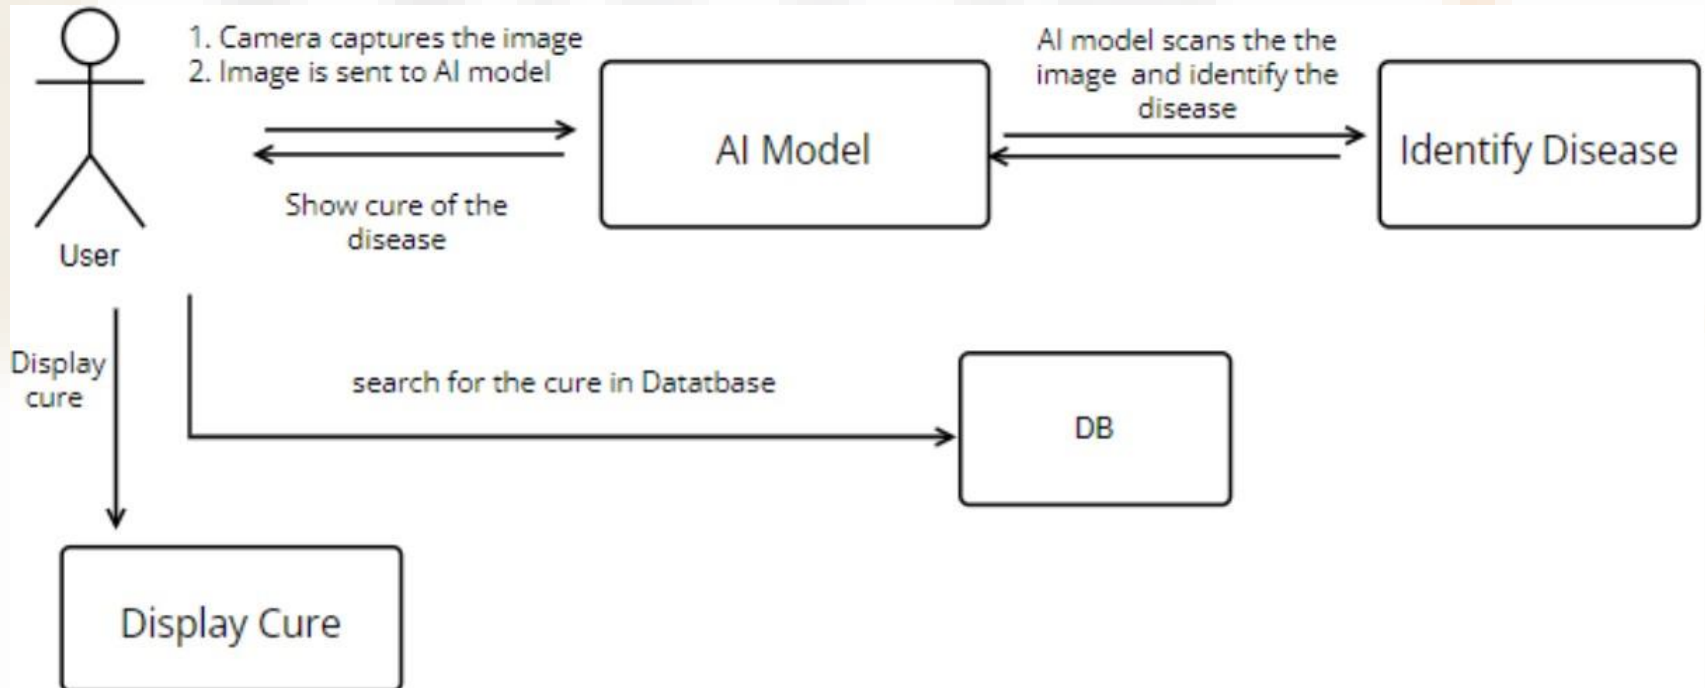 1. Camera captures the image
2. Image is sent to AI model
AI model scans the the
image and identify the
disease
AI Model
Identify Disease
Show cure of the
disease
User
Display
cure
search for the cure in Datatbase
DB
Display Cure